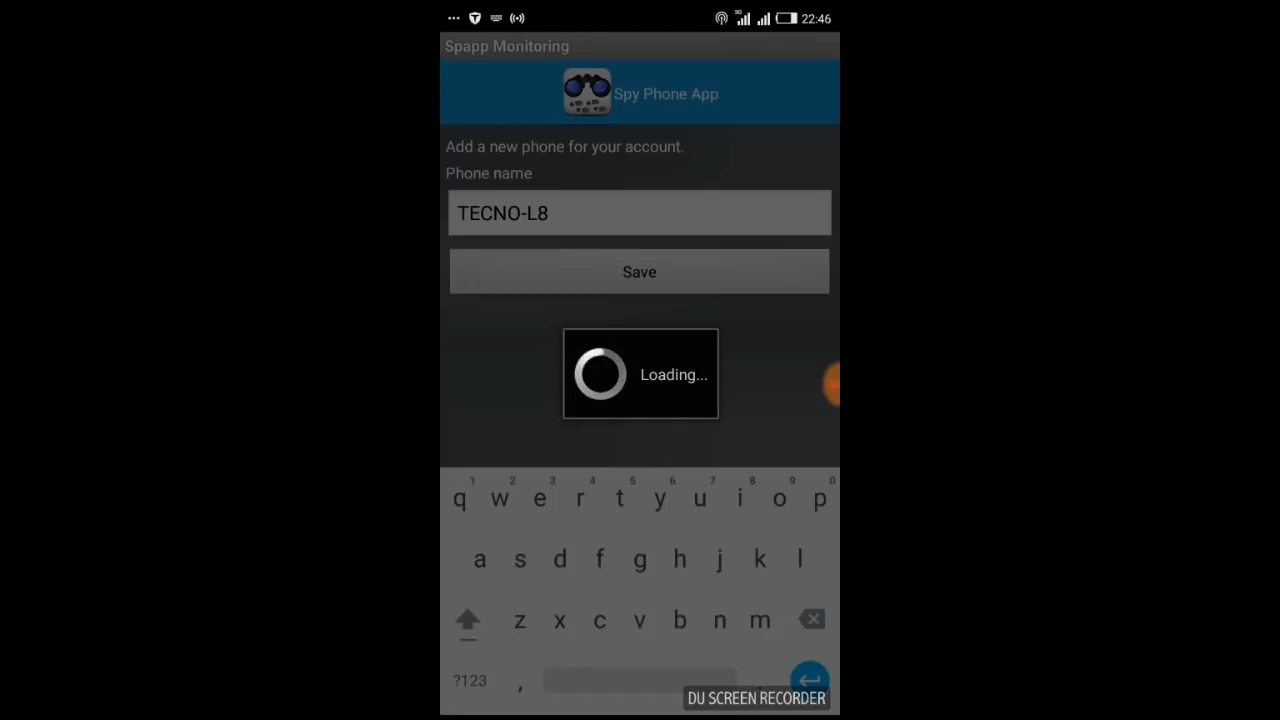 22:46
Spapp Monitoring
Spy Phone App
Add a new phone for your account.
Phone name
TECNO-L8
Save
Loading...
1 2 3 4 5 6 7 8 9 0
q w e r t y u i o p
a s d f g h j k l
z x c v b n m
?123 ,
DU SCREEN RECORDER